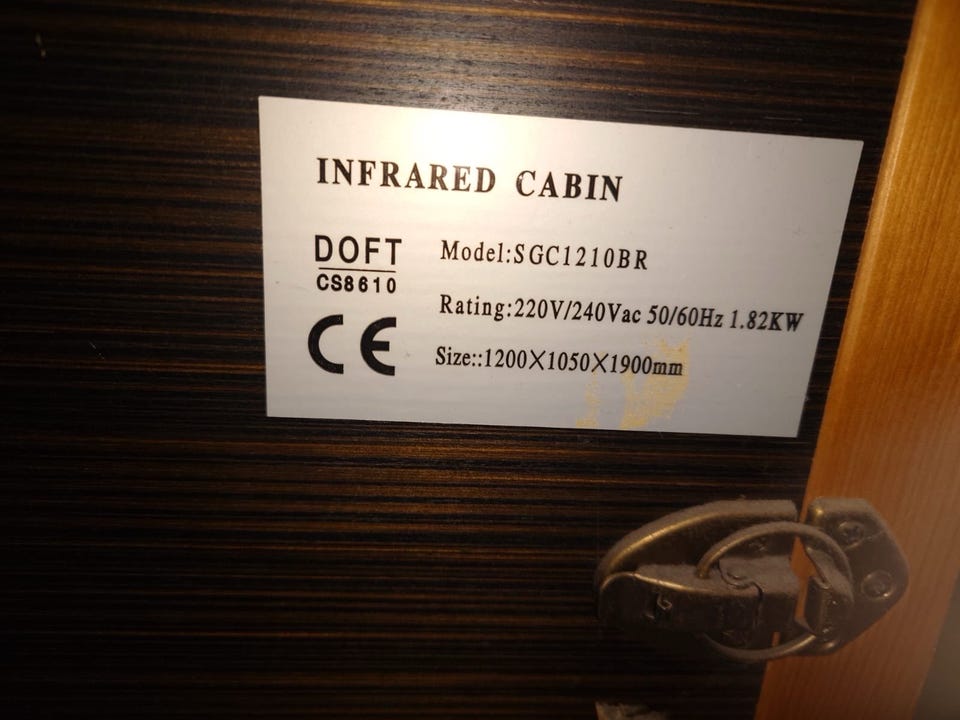 INFRARED CABIN
DOFT
CS8610
CE
Model:SGC1210BR
Rating:220V/240Vac 50/60Hz 1.82KW
Size::1200X1050X1900mm